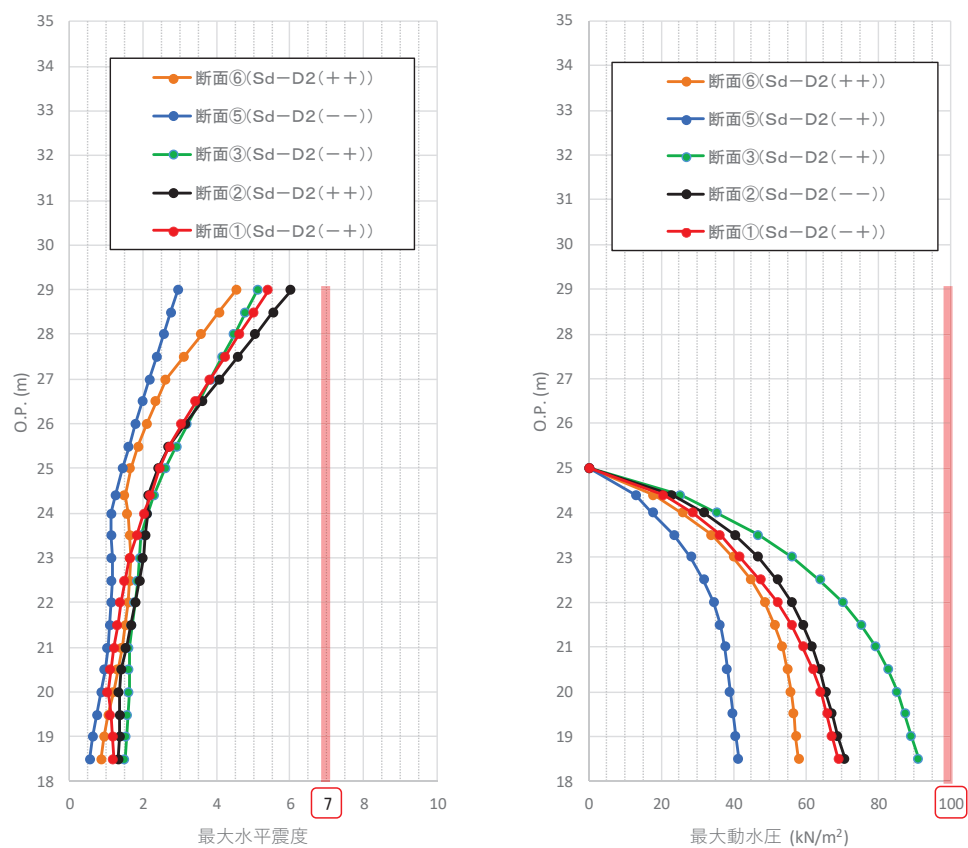 35
34
33
32
31
30
29
28
27
26
25
24
23
22
21
20
19
18
O.P. (m)
断面⑥(Sd－D2(＋＋))
断面⑤(Sd－D2(－－))
断面③(Sd－D2(－＋))
断面②(Sd－D2(＋＋))
断面①(Sd－D2(－＋))
0 2 4 6 7 8 10
最大水平震度
35
34
33
32
31
30
29
28
27
26
25
24
23
22
21
20
19
18
O.P. (m)
断面⑥(Sd－D2(＋＋))
断面⑤(Sd－D2(－＋))
断面③(Sd－D2(－＋))
断面②(Sd－D2(－－))
断面①(Sd－D2(－＋))
0 20 40 60 80 100
最大動水圧 (kN/m²)